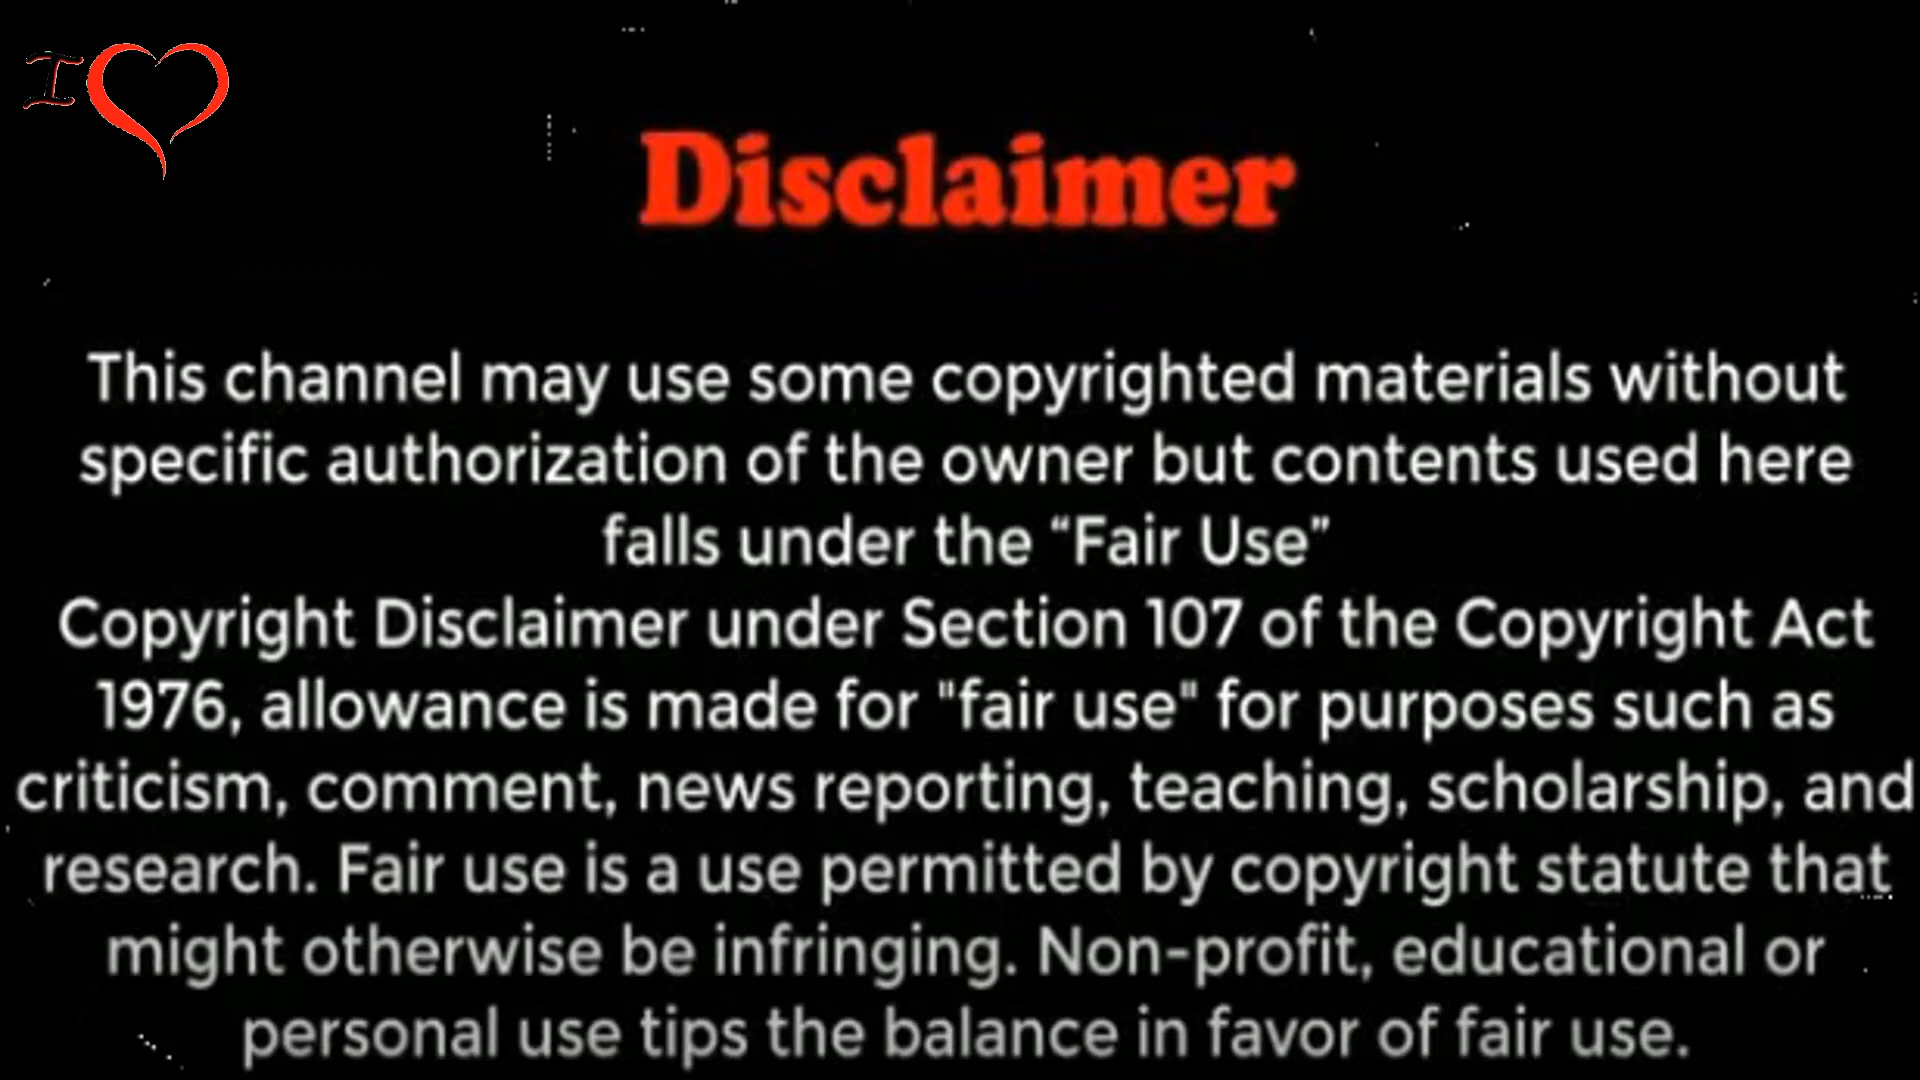 I
Disclaimer
This channel may use some copyrighted materials without
specific authorization of the owner but contents used here
falls under the “Fair Use”
Copyright Disclaimer under Section 107 of the Copyright Act
1976, allowance is made for "fair use" for purposes such as
criticism, comment, news reporting, teaching, scholarship, and
research. Fair use is a use permitted by copyright statute that
might otherwise be infringing. Non-profit, educational or
personal use tips the balance in favor of fair use.